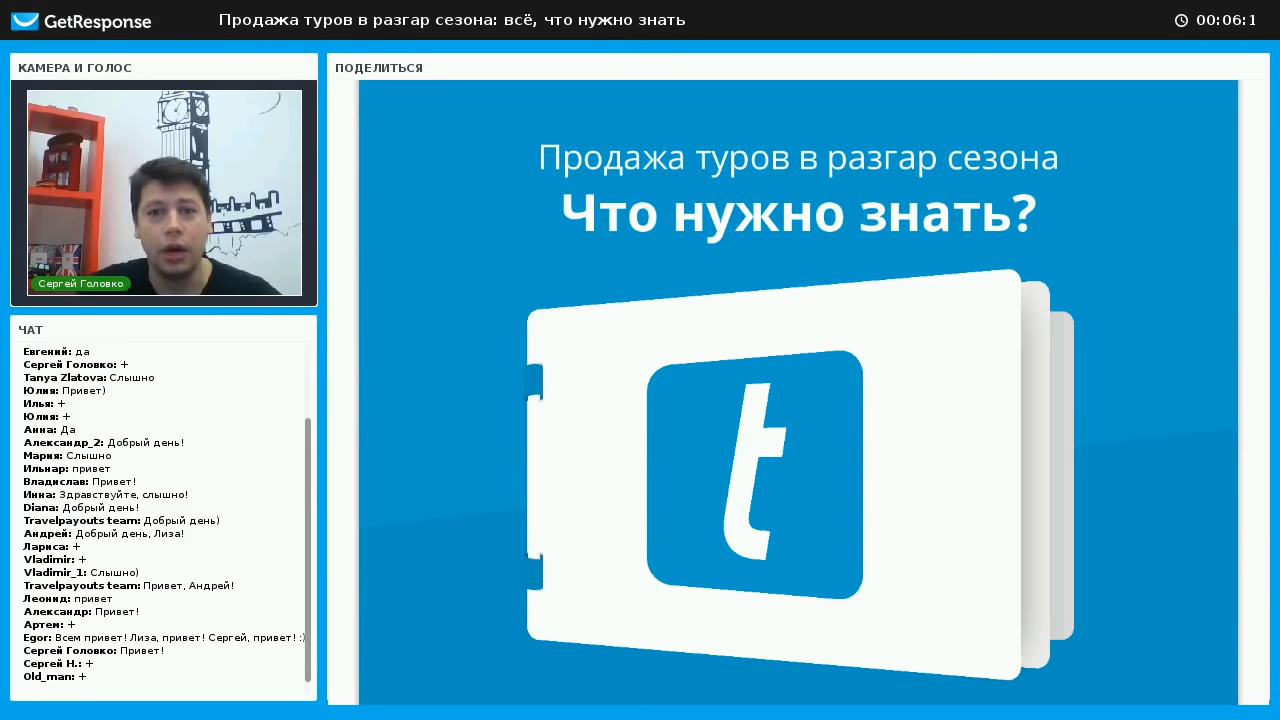 GetResponse
Продажа туров в разгар сезона: всё, что нужно знать
00:06:1
КАМЕРА И ГОЛОС
Сергей Головко
ЧАТ
Евгений: да
Сергей Головко: +
Tanya Zlatova: Слышно
Юлия: Привет)
Илья: +
Юлия: +
Анна: Да
Александр_2: Добрый день!
Мария: Слышно
Ильнар: привет
Владислав: Привет!
Инна: Здравствуйте, слышно!
Diana: Добрый день!
Travelpayouts team: Добрый день)
Андрей: Добрый день, Лиза!
Лариса: +
Vladimir: +
Vladimir_1: Слышно)
Travelpayouts team: Привет, Андрей!
Леонид: привет
Александр: Привет!
Артем: +
Egor: Всем привет! Лиза, привет! Сергей, привет! :)
Сергей Головко: Привет!
Сергей Н.: +
Old_man: +
ПОДЕЛИТЬСЯ
Продажа туров в разгар сезона
Что нужно знать?
t